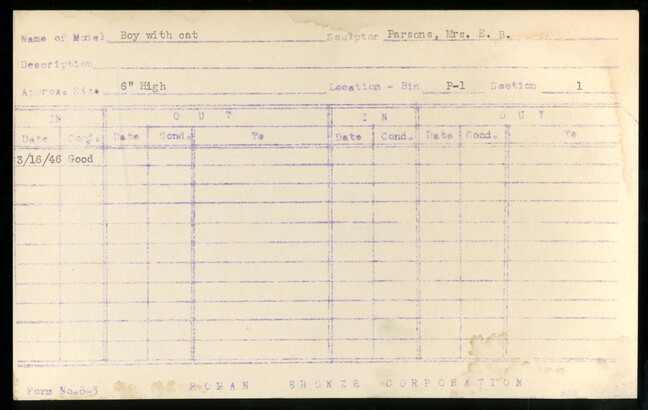 Name of Model Boy with cat Sculptor Parsons, Mrs. E. B.
Description
Approx. Size 6" High Location - Bin P-1 Section 1
IN OUT IN OUT
Date Cond. Date Cond. To Date Cond. Date Cond. To
3/16/46 Good
Form No. 845 ROMAN BRONZE CORPORATION